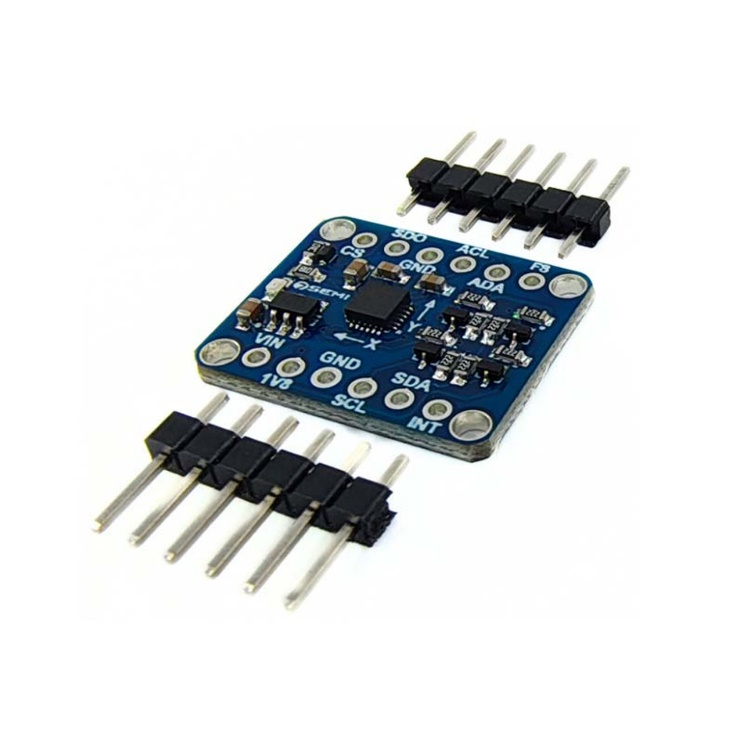 CS
SDO
GND
ACL
ADA
FS
SEMI
Y
X
VIN
1V8
GND
SCL
SDA
INT